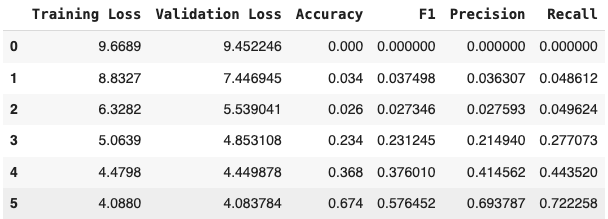 Training Loss Validation Loss Accuracy F1 Precision Recall
0 9.6689 9.452246 0.000 0.000000 0.000000 0.000000
1 8.8327 7.446945 0.034 0.037498 0.036307 0.048612
2 6.3282 5.539041 0.026 0.027346 0.027593 0.049624
3 5.0639 4.853108 0.234 0.231245 0.214940 0.277073
4 4.4798 4.449878 0.368 0.376010 0.414562 0.443520
5 4.0880 4.083784 0.674 0.576452 0.693787 0.722258